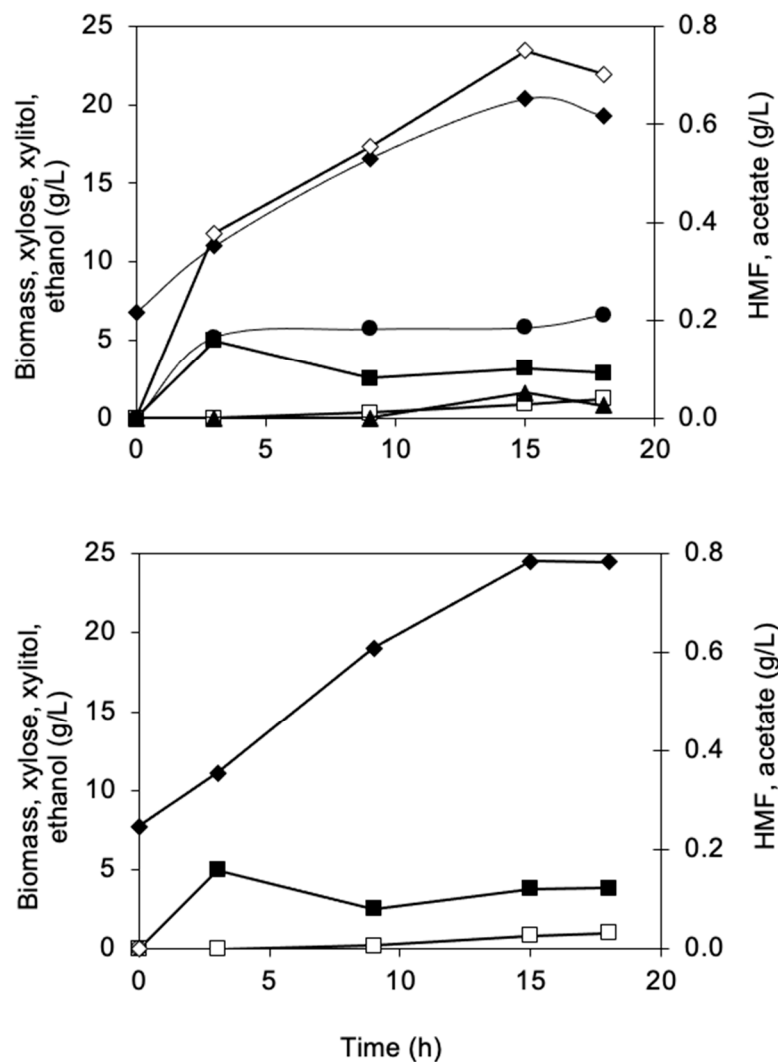 25
20
15
10
5
0
Biomass, xylose, xylitol,
ethanol (g/L)
0.8
0.6
0.4
0.2
0.0
HMF, acetate (g/L)
0 5 10 15 20
25
20
15
10
5
0
Biomass, xylose, xylitol,
ethanol (g/L)
0.8
0.6
0.4
0.2
0.0
HMF, acetate (g/L)
0 5 10 15 20
Time (h)